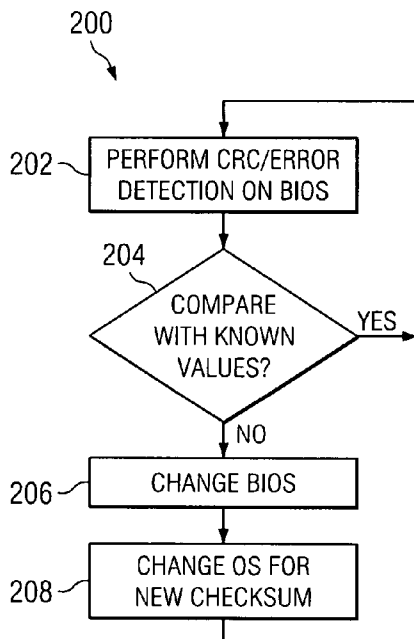 200
202
PERFORM CRC/ERROR
DETECTION ON BIOS
204
COMPARE
WITH KNOWN
VALUES?
YES
NO
206
CHANGE BIOS
208
CHANGE OS FOR
NEW CHECKSUM